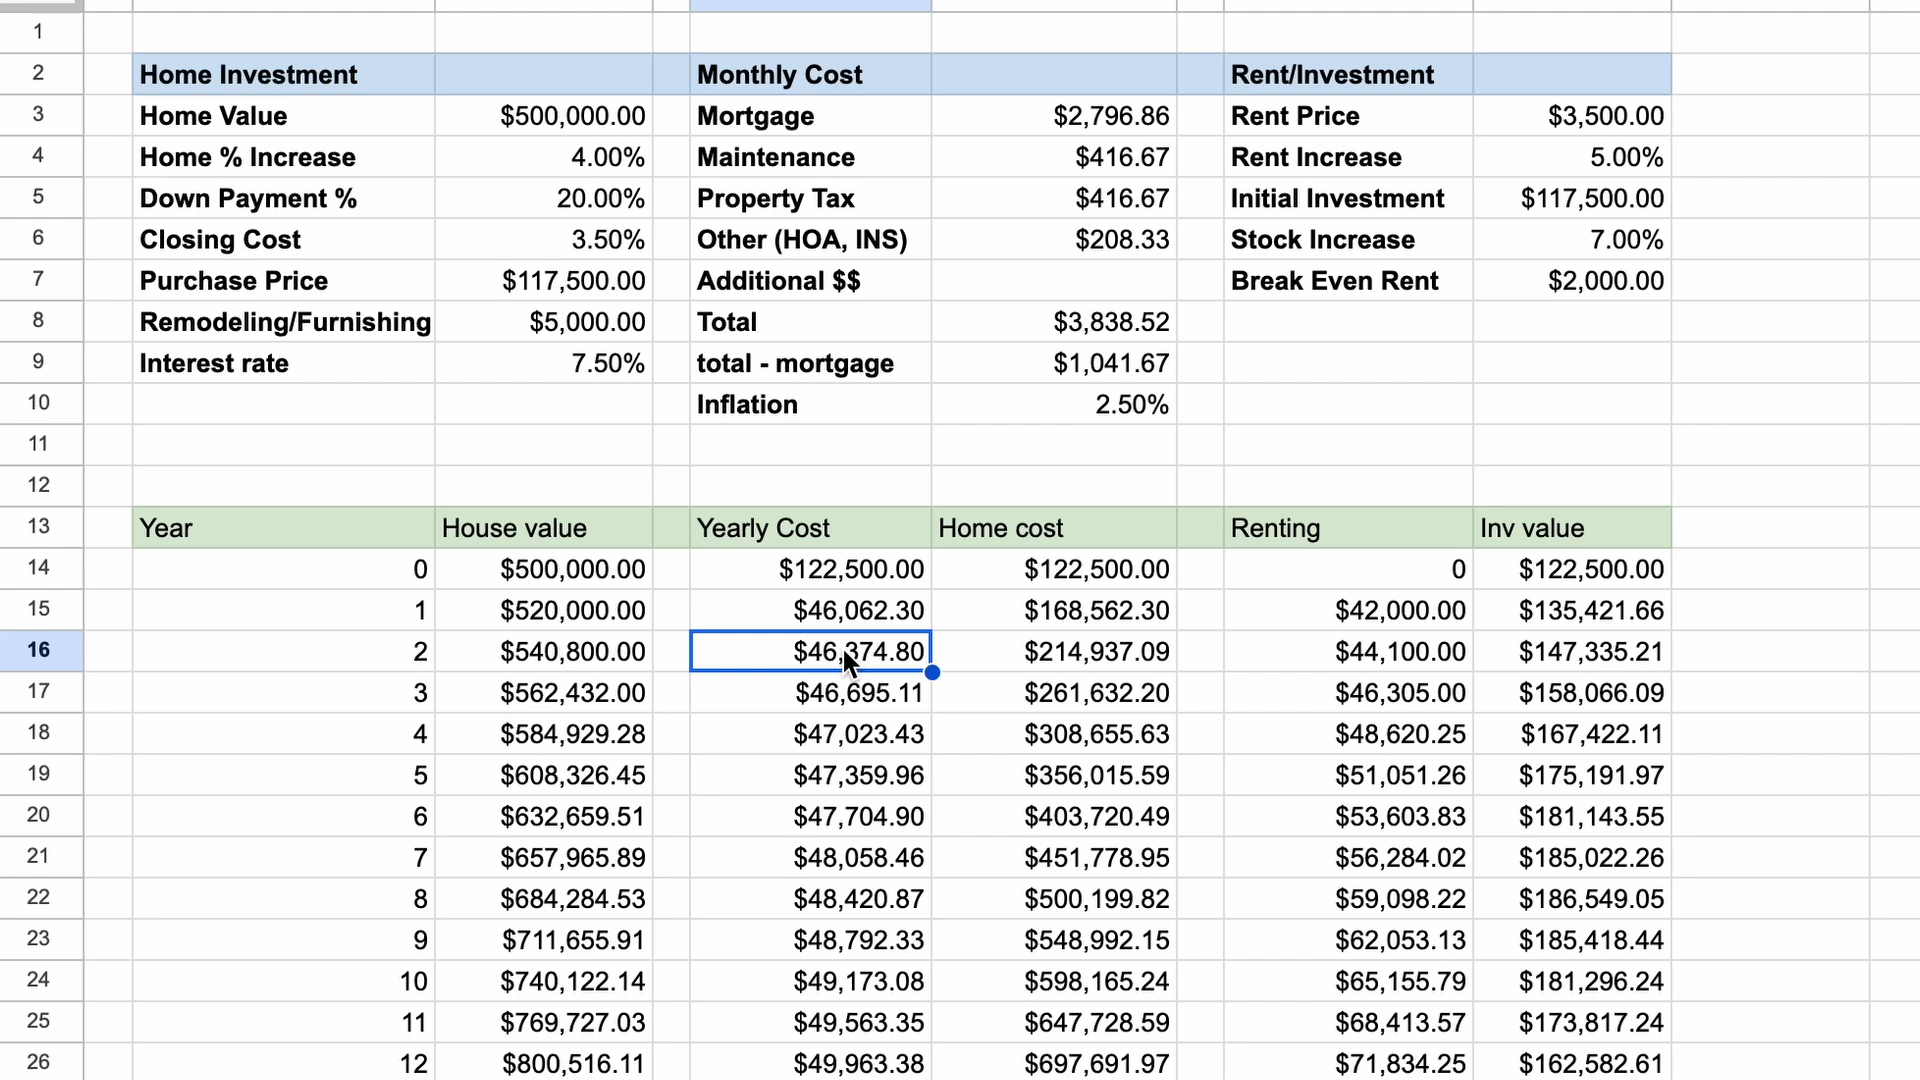 1
2 Home Investment Monthly Cost Rent/Investment
3 Home Value $500,000.00 Mortgage $2,796.86 Rent Price $3,500.00
4 Home % Increase 4.00% Maintenance $416.67 Rent Increase 5.00%
5 Down Payment % 20.00% Property Tax $416.67 Initial Investment $117,500.00
6 Closing Cost 3.50% Other (HOA, INS) $208.33 Stock Increase 7.00%
7 Purchase Price $117,500.00 Additional $$ Break Even Rent $2,000.00
8 Remodeling/Furnishing $5,000.00 Total $3,838.52
9 Interest rate 7.50% total - mortgage $1,041.67
10 Inflation 2.50%
11
12
13 Year House value Yearly Cost Home cost Renting Inv value
14 0 $500,000.00 $122,500.00 $122,500.00 0 $122,500.00
15 1 $520,000.00 $46,062.30 $168,562.30 $42,000.00 $135,421.66
16 2 $540,800.00 $46,374.80 $214,937.09 $44,100.00 $147,335.21
17 3 $562,432.00 $46,695.11 $261,632.20 $46,305.00 $158,066.09
18 4 $584,929.28 $47,023.43 $308,655.63 $48,620.25 $167,422.11
19 5 $608,326.45 $47,359.96 $356,015.59 $51,051.26 $175,191.97
20 6 $632,659.51 $47,704.90 $403,720.49 $53,603.83 $181,143.55
21 7 $657,965.89 $48,058.46 $451,778.95 $56,284.02 $185,022.26
22 8 $684,284.53 $48,420.87 $500,199.82 $59,098.22 $186,549.05
23 9 $711,655.91 $48,792.33 $548,992.15 $62,053.13 $185,418.44
24 10 $740,122.14 $49,173.08 $598,165.24 $65,155.79 $181,296.24
25 11 $769,727.03 $49,563.35 $647,728.59 $68,413.57 $173,817.24
26 12 $800,516.11 $49,963.38 $697,691.97 $71,834.25 $162,582.61